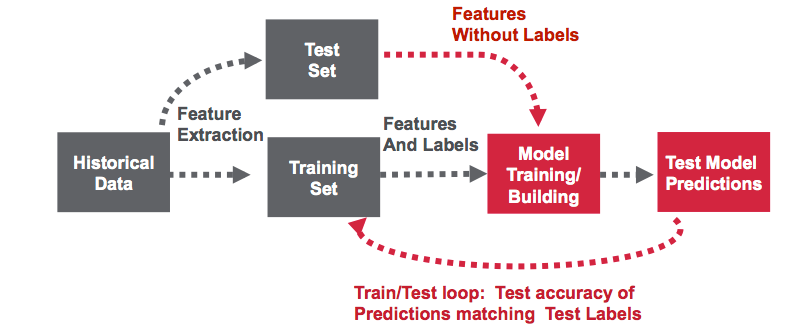 Features
Without Labels
Test
Set
Feature
Extraction
Features
And Labels
Historical
Data
Training
Set
Model
Training/
Building
Test Model
Predictions
Train/Test loop:  Test accuracy of
Predictions matching  Test Labels